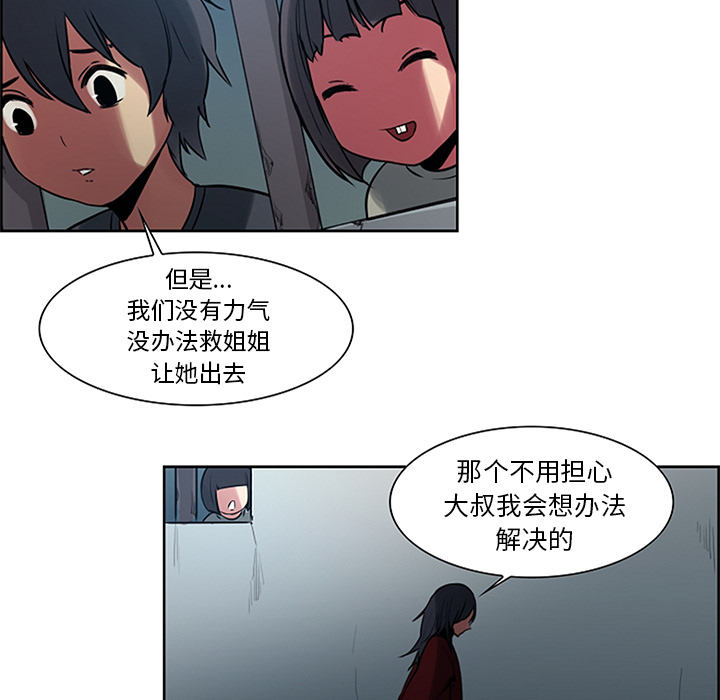 但是...
我们没有力气
没办法救姐姐
让她出去
那个不用担心
大叔我会想办法
解决的